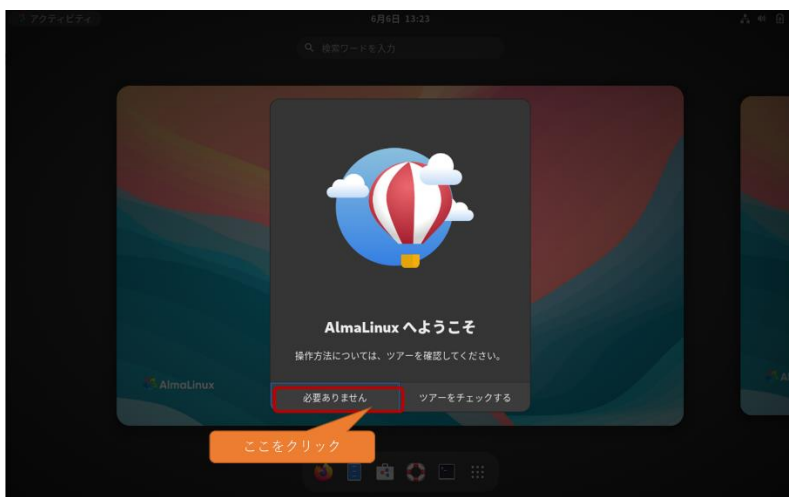 アクティビティ
6月6日 13:23
検索ワードを入力
AlmaLinux へようこそ
操作方法については、ツアーを確認してください。
AlmaLinux
必要ありません
ツアーをチェックする
ここをクリック